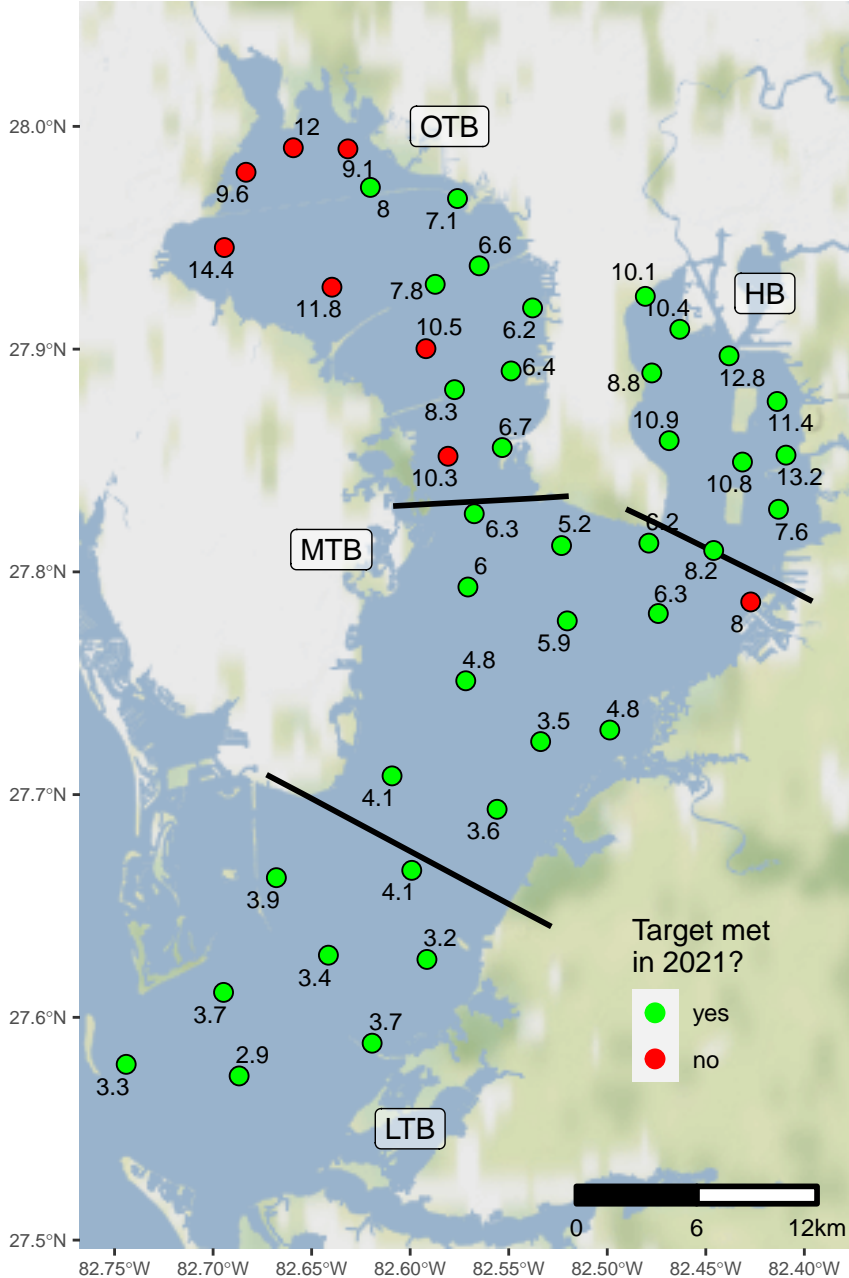 28.0°N
12
OTB
9.1
9.6
8
7.1
6.6
14.4
7.8
10.1
HB
11.8
10.4
6.2
10.5
27.9°N
6.4
12.8
8.8
8.3
11.4
10.9
6.7
10.3
10.8
13.2
6.3
5.2
6.2
7.6
MTB
8.2
27.8°N
6
6.3
8
5.9
4.8
4.8
3.5
27.7°N
4.1
3.6
3.9
4.1
Target met
in 2021?
3.2
3.4
yes
3.7
27.6°N
3.7
no
3.3
2.9
LTB
0 6 12km
27.5°N
82.75°W 82.70°W 82.65°W 82.60°W 82.55°W 82.50°W 82.45°W 82.40°W